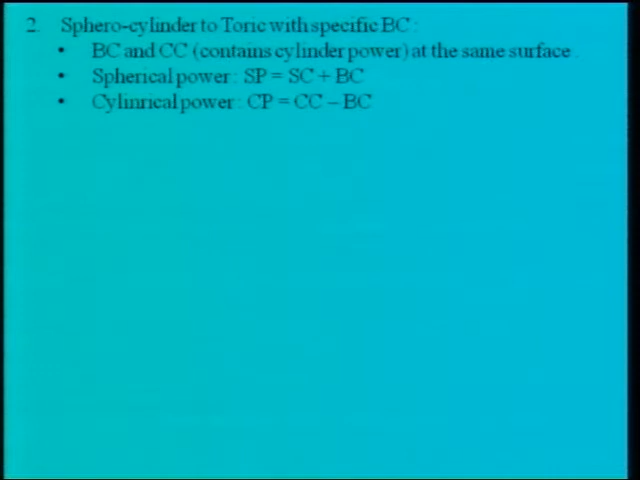 2. Sphero-cylinder to Toric with specific BC :
• BC and CC (contains cylinder power) at the same surface.
• Spherical power : SP = SC + BC
• Cylinrical power : CP = CC – BC